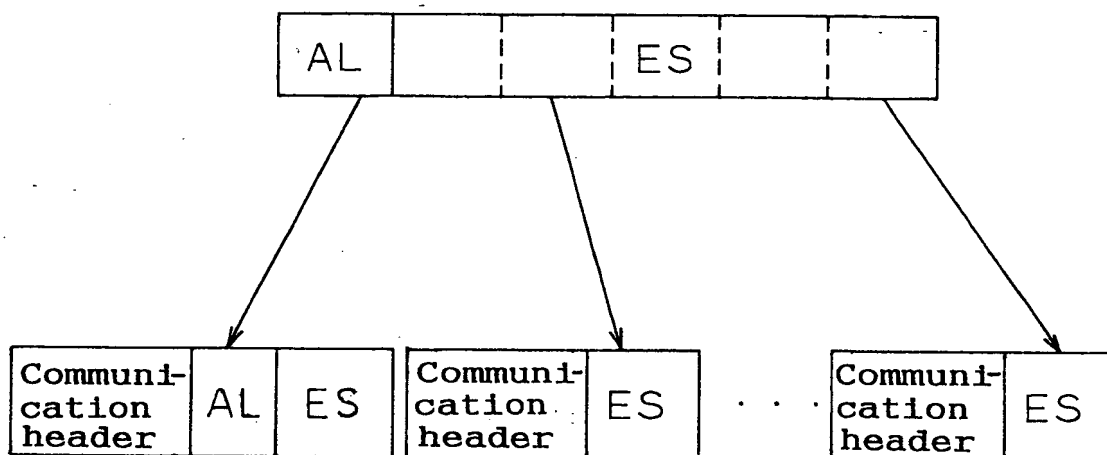 AL ES
Communi-
cation
header
AL ES
Communi-
cation
header
ES
. . .
Communi-
cation
header
ES